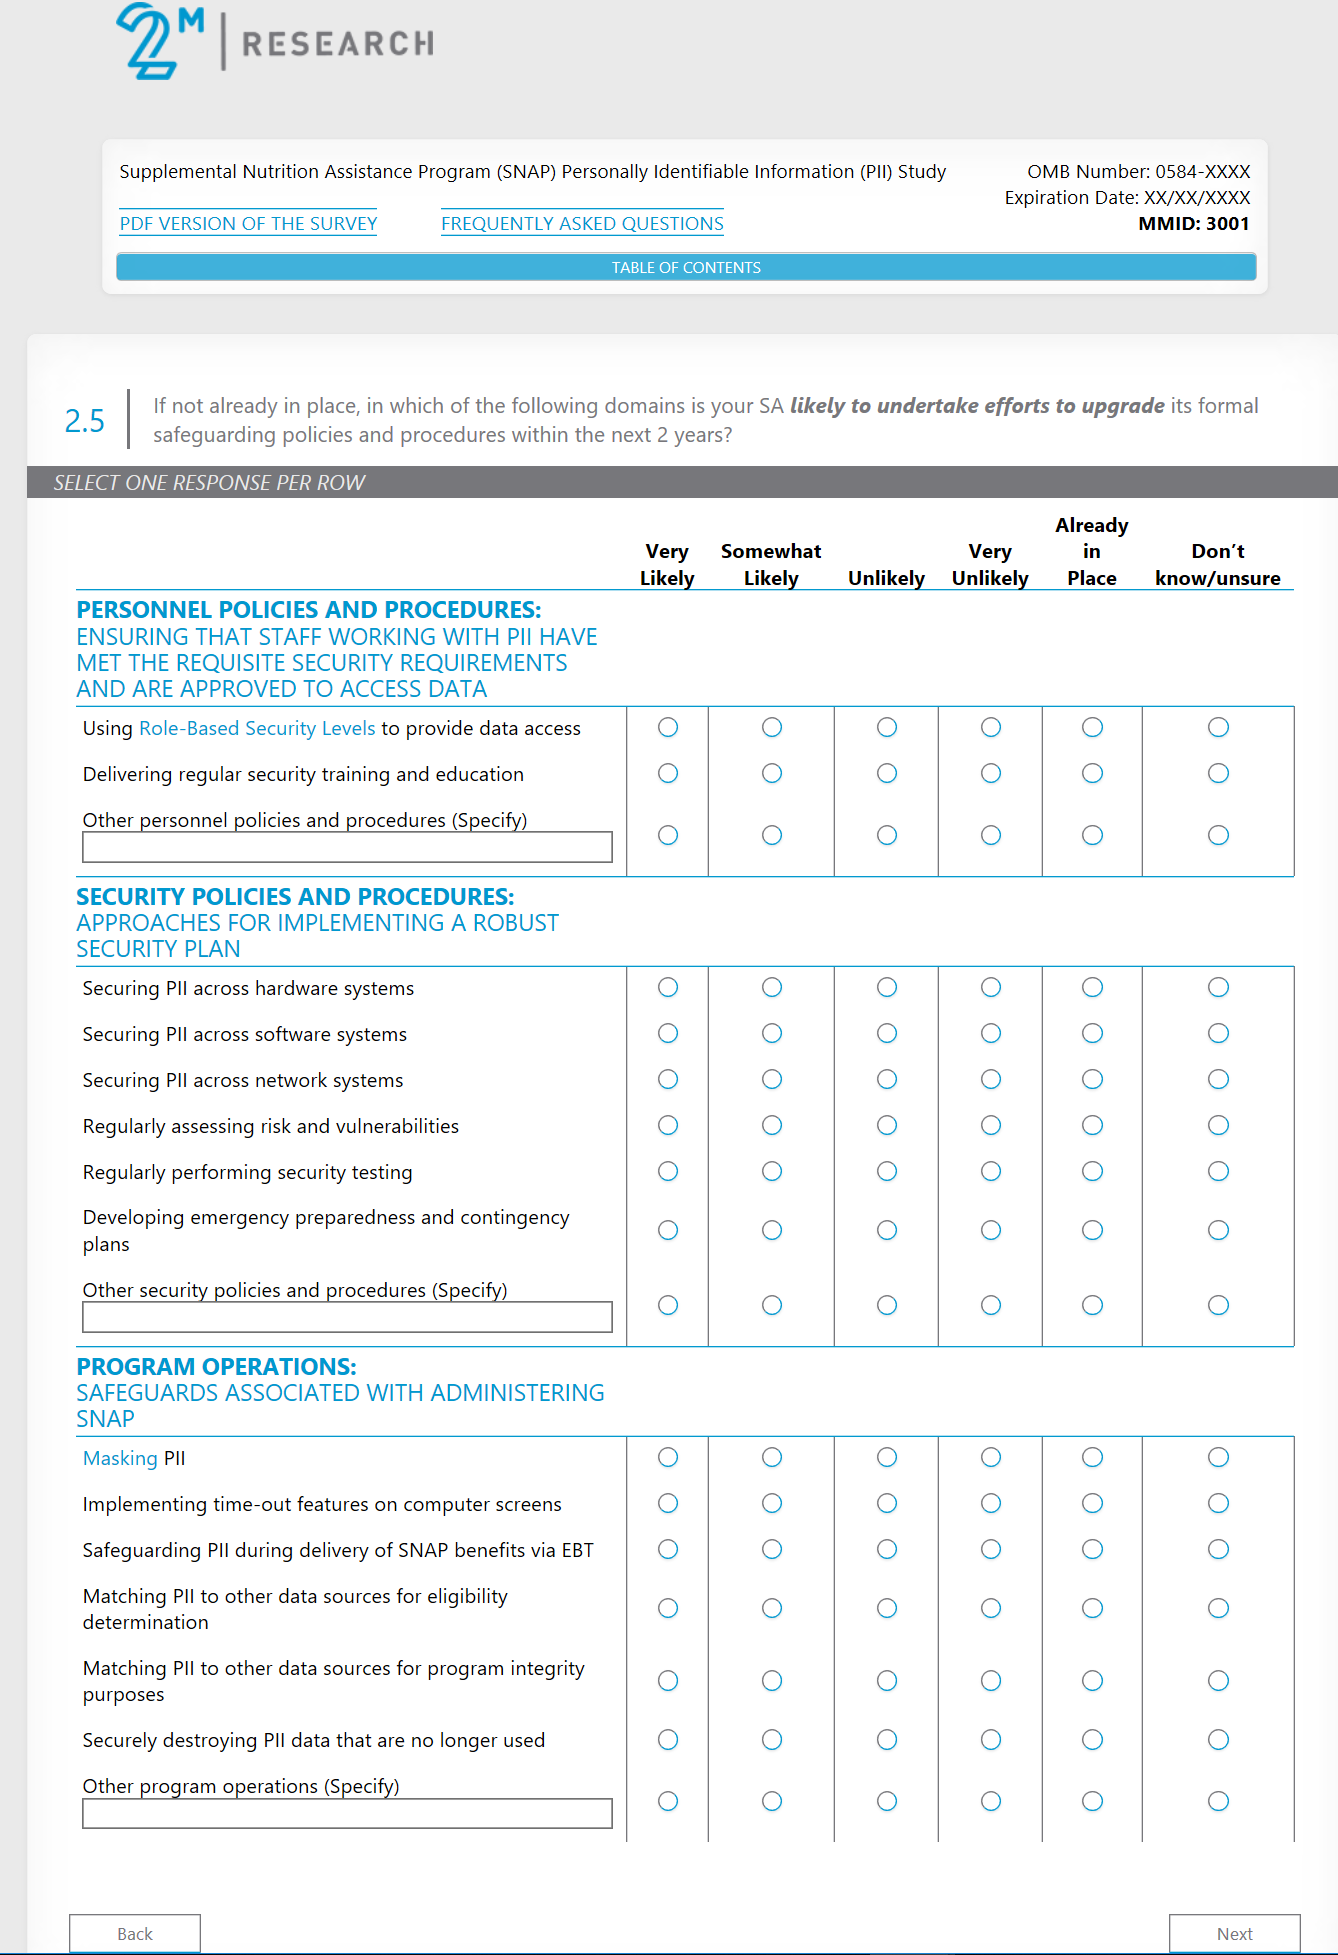 2M RESEARCH
Supplemental Nutrition Assistance Program (SNAP) Personally Identifiable Information (PII) Study
OMB Number: 0584-XXXX
Expiration Date: XX/XX/XXXX
PDF VERSION OF THE SURVEY
FREQUENTLY ASKED QUESTIONS
MMID: 3001
TABLE OF CONTENTS
2.5
If not already in place, in which of the following domains is your SA likely to undertake efforts to upgrade its formal
safeguarding policies and procedures within the next 2 years?
SELECT ONE RESPONSE PER ROW
Very
Likely
Somewhat
Likely
Unlikely
Very
Unlikely
Already
in
Place
Don’t
know/unsure
PERSONNEL POLICIES AND PROCEDURES:
ENSURING THAT STAFF WORKING WITH PII HAVE
MET THE REQUISITE SECURITY REQUIREMENTS
AND ARE APPROVED TO ACCESS DATA
Using Role-Based Security Levels to provide data access
Delivering regular security training and education
Other personnel policies and procedures (Specify)
SECURITY POLICIES AND PROCEDURES:
APPROACHES FOR IMPLEMENTING A ROBUST
SECURITY PLAN
Securing PII across hardware systems
Securing PII across software systems
Securing PII across network systems
Regularly assessing risk and vulnerabilities
Regularly performing security testing
Developing emergency preparedness and contingency
plans
Other security policies and procedures (Specify)
PROGRAM OPERATIONS:
SAFEGUARDS ASSOCIATED WITH ADMINISTERING
SNAP
Masking PII
Implementing time-out features on computer screens
Safeguarding PII during delivery of SNAP benefits via EBT
Matching PII to other data sources for eligibility
determination
Matching PII to other data sources for program integrity
purposes
Securely destroying PII data that are no longer used
Other program operations (Specify)
Back
Next